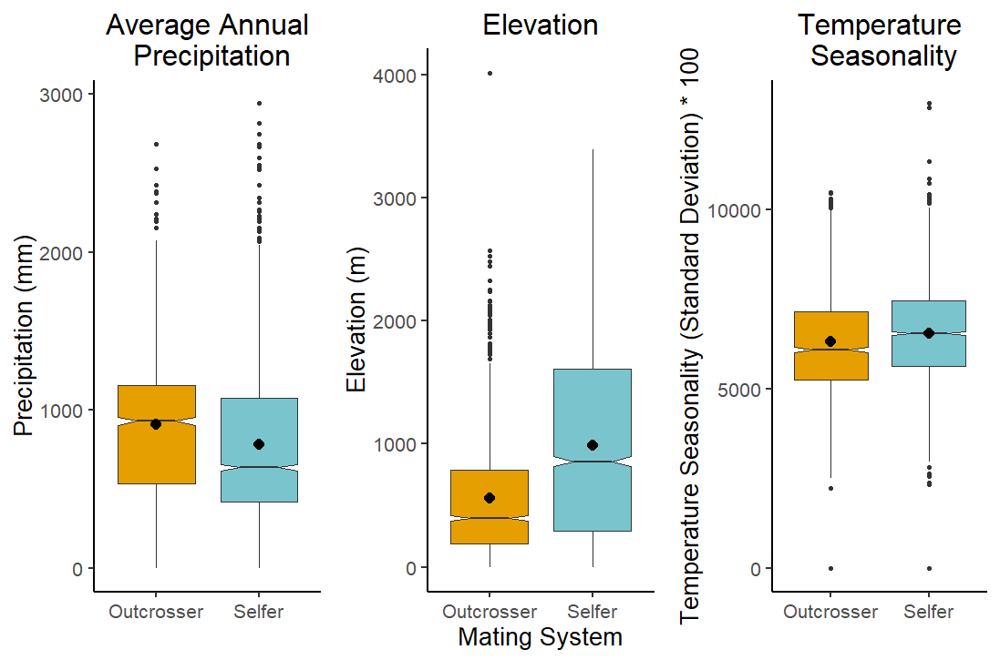 Average Annual
Precipitation
Precipitation (mm)
3000
2000
1000
0
Outcrosser
Selfer
Elevation
Elevation (m)
4000
3000
2000
1000
0
Outcrosser
Selfer
Mating System
Temperature
Seasonality
Temperature Seasonality (Standard Deviation) * 100
10000
5000
0
Outcrosser
Selfer